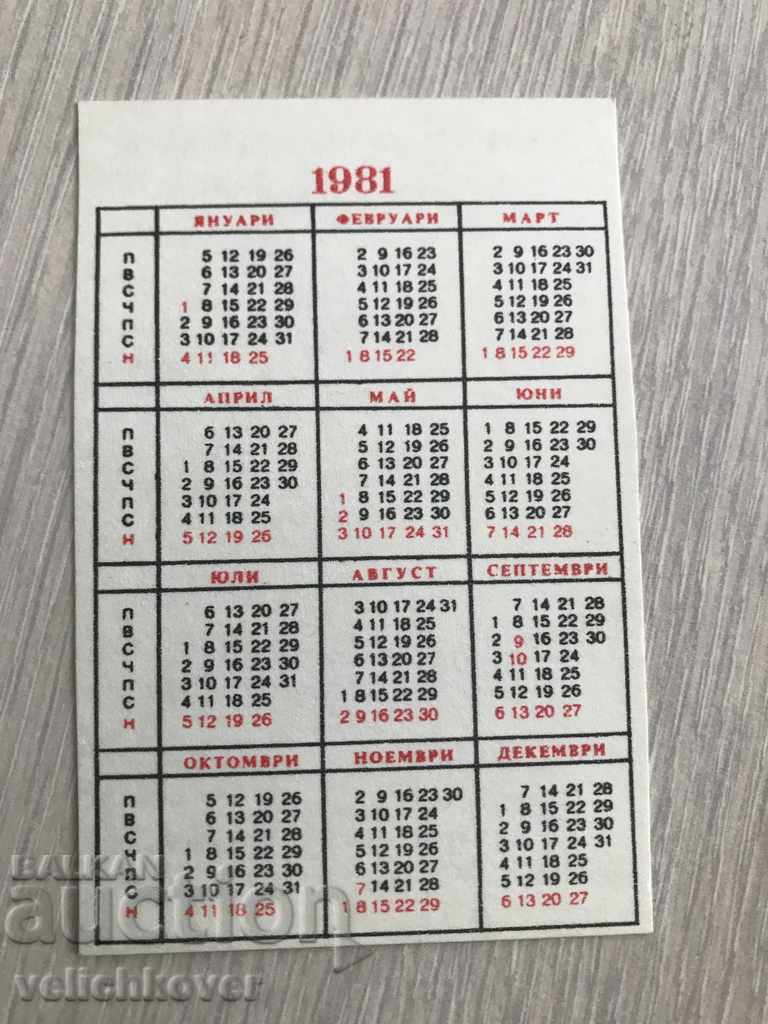 1981
ЯНУАРИ ФЕВРУАРИ МАРТ
П 5 12 19 26 2 9 16 23 2 9 16 23 30
В 6 13 20 27 3 10 17 24 3 10 17 24 31
С 7 14 21 28 4 11 18 25 4 11 18 25
Ч 1 8 15 22 29 5 12 19 26 5 12 19 26
П 2 9 16 23 30 6 13 20 27 6 13 20 27
С 3 10 17 24 31 7 14 21 28 7 14 21 28
Н 4 11 18 25 1 8 15 22 1 8 15 22 29
АПРИЛ МАЙ ЮНИ
П 6 13 20 27 4 11 18 25 1 8 15 22 29
В 7 14 21 28 5 12 19 26 2 9 16 23 30
С 1 8 15 22 29 6 13 20 27 3 10 17 24
Ч 2 9 16 23 30 7 14 21 28 4 11 18 25
П 3 10 17 24 1 8 15 22 29 5 12 19 26
С 4 11 18 25 2 9 16 23 30 6 13 20 27
Н 5 12 19 26 3 10 17 24 31 7 14 21 28
ЮЛИ АВГУСТ СЕПТЕМВРИ
П 6 13 20 27 3 10 17 24 31 7 14 21 28
В 7 14 21 28 4 11 18 25 1 8 15 22 29
С 1 8 15 22 29 5 12 19 26 2 9 16 23 30
Ч 2 9 16 23 30 6 13 20 27 3 10 17 24
П 3 10 17 24 31 7 14 21 28 4 11 18 25
С 4 11 18 25 1 8 15 22 29 5 12 19 26
Н 5 12 19 26 2 9 16 23 30 6 13 20 27
ОКТОМВРИ НОЕМВРИ ДЕКЕМВРИ
П 5 12 19 26 2 9 16 23 30 7 14 21 28
В 6 13 20 27 3 10 17 24 1 8 15 22 29
С 7 14 21 28 4 11 18 25 2 9 16 23 30
Ч 1 8 15 22 29 5 12 19 26 3 10 17 24 31
П 2 9 16 23 30 6 13 20 27 4 11 18 25
С 3 10 17 24 31 7 14 21 28 5 12 19 26
Н 4 11 18 25 1 8 15 22 29 6 13 20 27
BALKAN
auction
velichkover